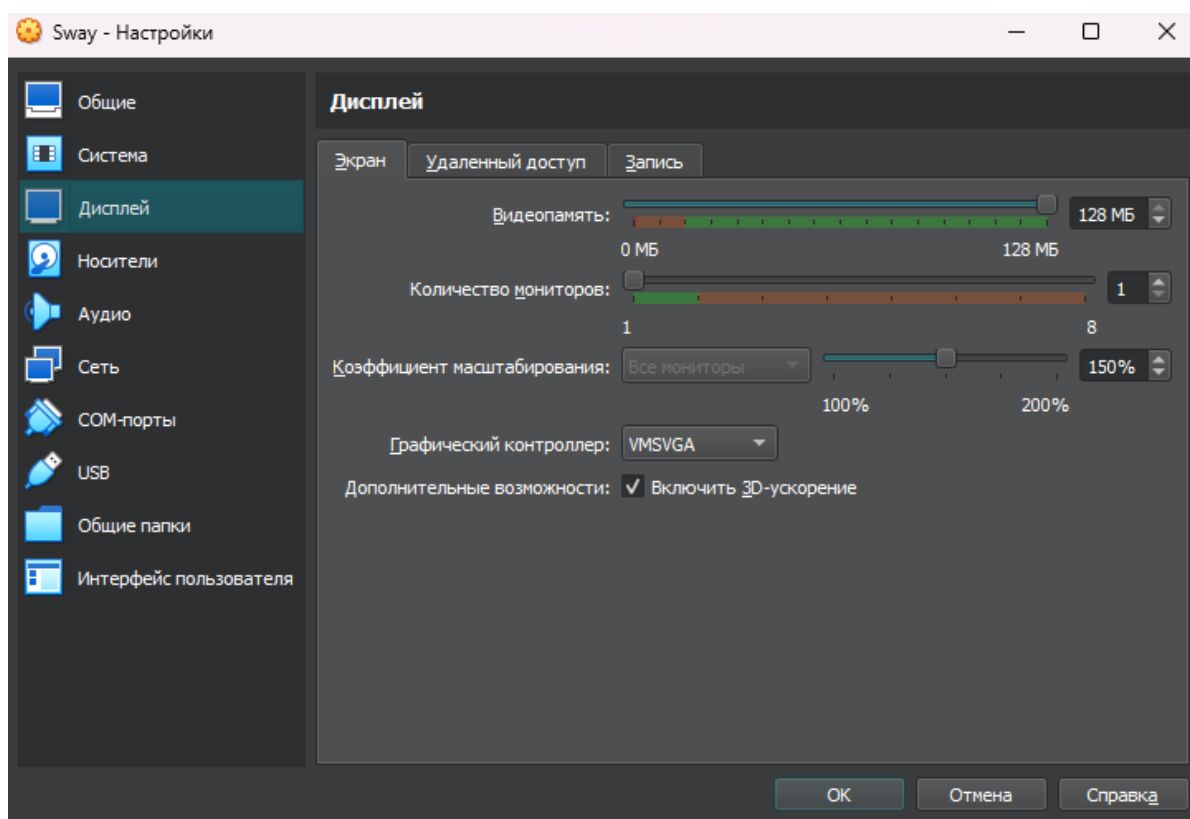 Sway - Настройки
Общие
Система
Дисплей
Носители
Аудио
Сеть
COM-порты
USB
Общие папки
Интерфейс пользователя
Дисплей
Экран Удаленный доступ Запись
Видеопамять: 128 МБ
0 МБ 128 МБ
Количество мониторов: 1
1 8
Коэффициент масштабирования: Все мониторы 150%
100% 200%
Графический контроллер: VMSVGA
Дополнительные возможности: Включить 3D-ускорение
ОК Отмена Справка